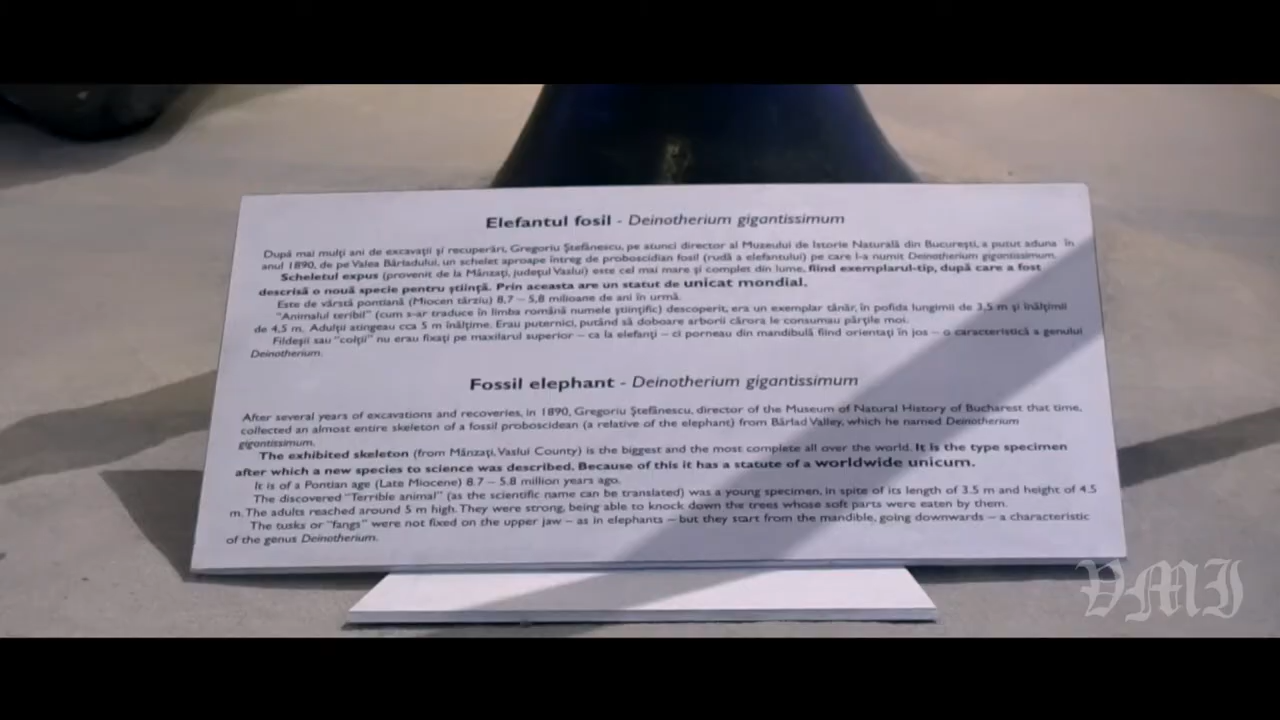 Elefantul fosil - Deinotherium gigantissimum
După mai mulți ani de excavații și recuperări, Gregoriu Ștefănescu, pe atunci director al Muzeului de Istorie Naturală din București, a putut aduna în
anul 1890, de pe Valea Bârladului, un schelet aproape întreg de proboscidian fosil (rudă a elefantului) pe care l-a numit Deinotherium gigantissimum.
Scheletul expus (provenit de la Mânzați, județul Vaslui) este cel mai mare și complet din lume, fiind exemplarul-tip, după care a fost
descrisă o nouă specie pentru știință. Prin aceasta are un statut de unicat mondial.
Este de vârstă ponțiană (Miocen târziu) 8,7 – 5,8 milioane de ani în urmă.
"Animalul teribil" (cum s-ar traduce în limba română numele științific) descoperit, era un exemplar tânăr, în pofida lungimii de 3,5 m și înălțimii
de 4,5 m. Adulții atingeau cca 5 m înălțime. Erau puternici, putând să doboare arborii cărora le consumau părțile moi.
Fildeșii sau "colții" nu erau fixați pe maxilarul superior – ca la elefanți – ci porneau din mandibulă fiind orientați în jos – o caracteristică a genului
Deinotherium.
Fossil elephant - Deinotherium gigantissimum
After several years of excavations and recoveries, in 1890, Gregoriu Ștefănescu, director of the Museum of Natural History of Bucharest that time,
collected an almost entire skeleton of a fossil proboscidean (a relative of the elephant) from Bârlad Valley, which he named Deinotherium
gigantissimum.
The exhibited skeleton (from Mânzați, Vaslui County) is the biggest and the most complete all over the world. It is the type specimen
after which a new species to science was described. Because of this it has a statute of a worldwide unicum.
It is of a Pontian age (Late Miocene) 8.7 – 5.8 million years ago.
The discovered "Terrible animal" (as the scientific name can be translated) was a young specimen, in spite of its length of 3.5 m and height of 4.5
m. The adults reached around 5 m high. They were strong, being able to knock down the trees whose soft parts were eaten by them.
The tusks or "fangs" were not fixed on the upper jaw – as in elephants – but they start from the mandible, going downwards – a characteristic
of the genus Deinotherium.
VMI